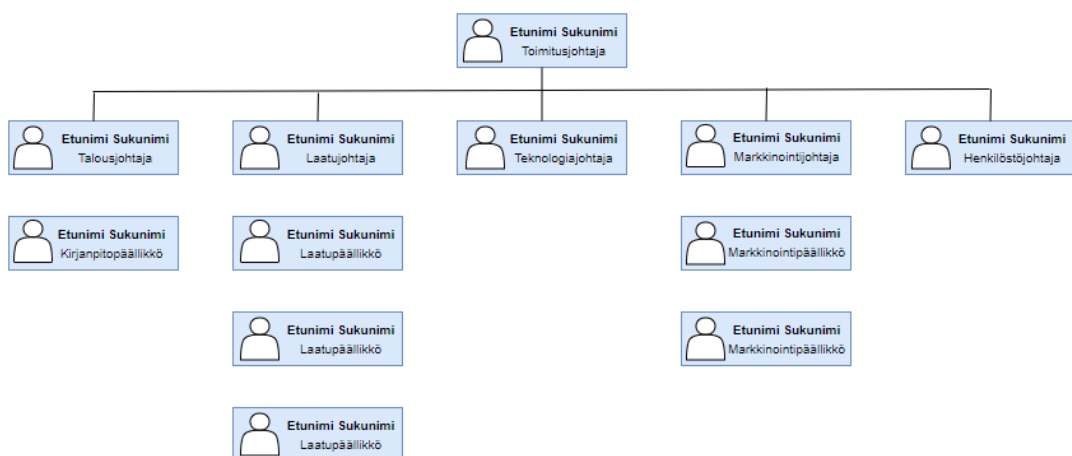 Etunimi Sukunimi
Toimitusjohtaja
Etunimi Sukunimi
Talousjohtaja
Etunimi Sukunimi
Laatujohtaja
Etunimi Sukunimi
Teknologiajohtaja
Etunimi Sukunimi
Markkinointijohtaja
Etunimi Sukunimi
Henkilöstöjohtaja
Etunimi Sukunimi
Kirjanpitopäällikkö
Etunimi Sukunimi
Laatupäällikkö
Etunimi Sukunimi
Markkinointipäällikkö
Etunimi Sukunimi
Laatupäällikkö
Etunimi Sukunimi
Markkinointipäällikkö
Etunimi Sukunimi
Laatupäällikkö